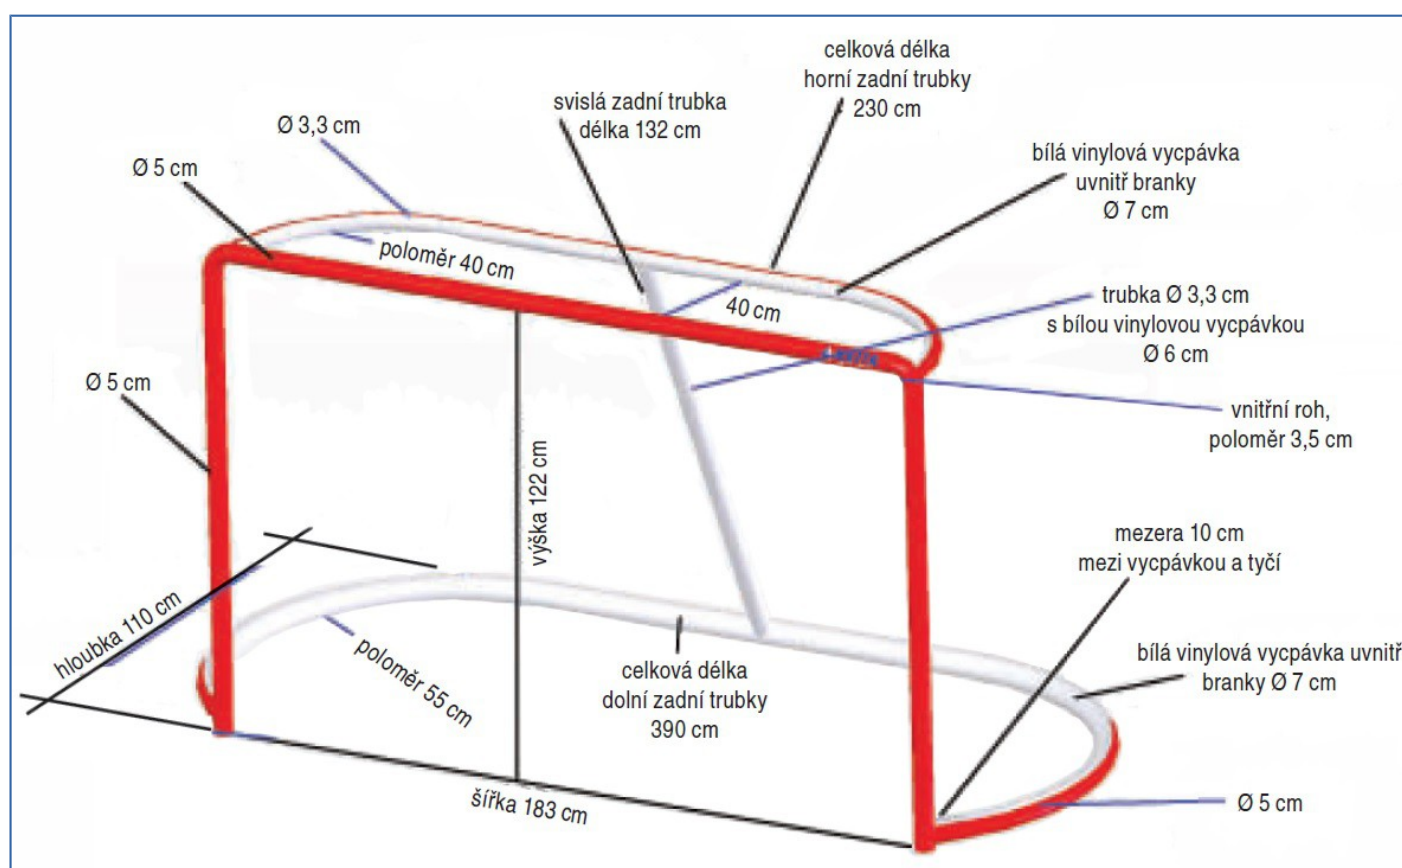 celková délka
horní zadní trubky
230 cm
svislá zadní trubka
délka 132 cm
Ø 3,3 cm
Ø 5 cm
bílá vinylová vycpávka
uvnitř branky
Ø 7 cm
poloměr 40 cm
40 cm
trubka Ø 3,3 cm
s bílou vinylovou vycpávkou
Ø 6 cm
Ø 5 cm
vnitřní roh,
poloměr 3,5 cm
výška 122 cm
mezera 10 cm
mezi vycpávkou a tyčí
hloubka 110 cm
poloměr 55 cm
celková délka
dolní zadní trubky
390 cm
bílá vinylová vycpávka uvnitř
branky Ø 7 cm
šířka 183 cm
Ø 5 cm